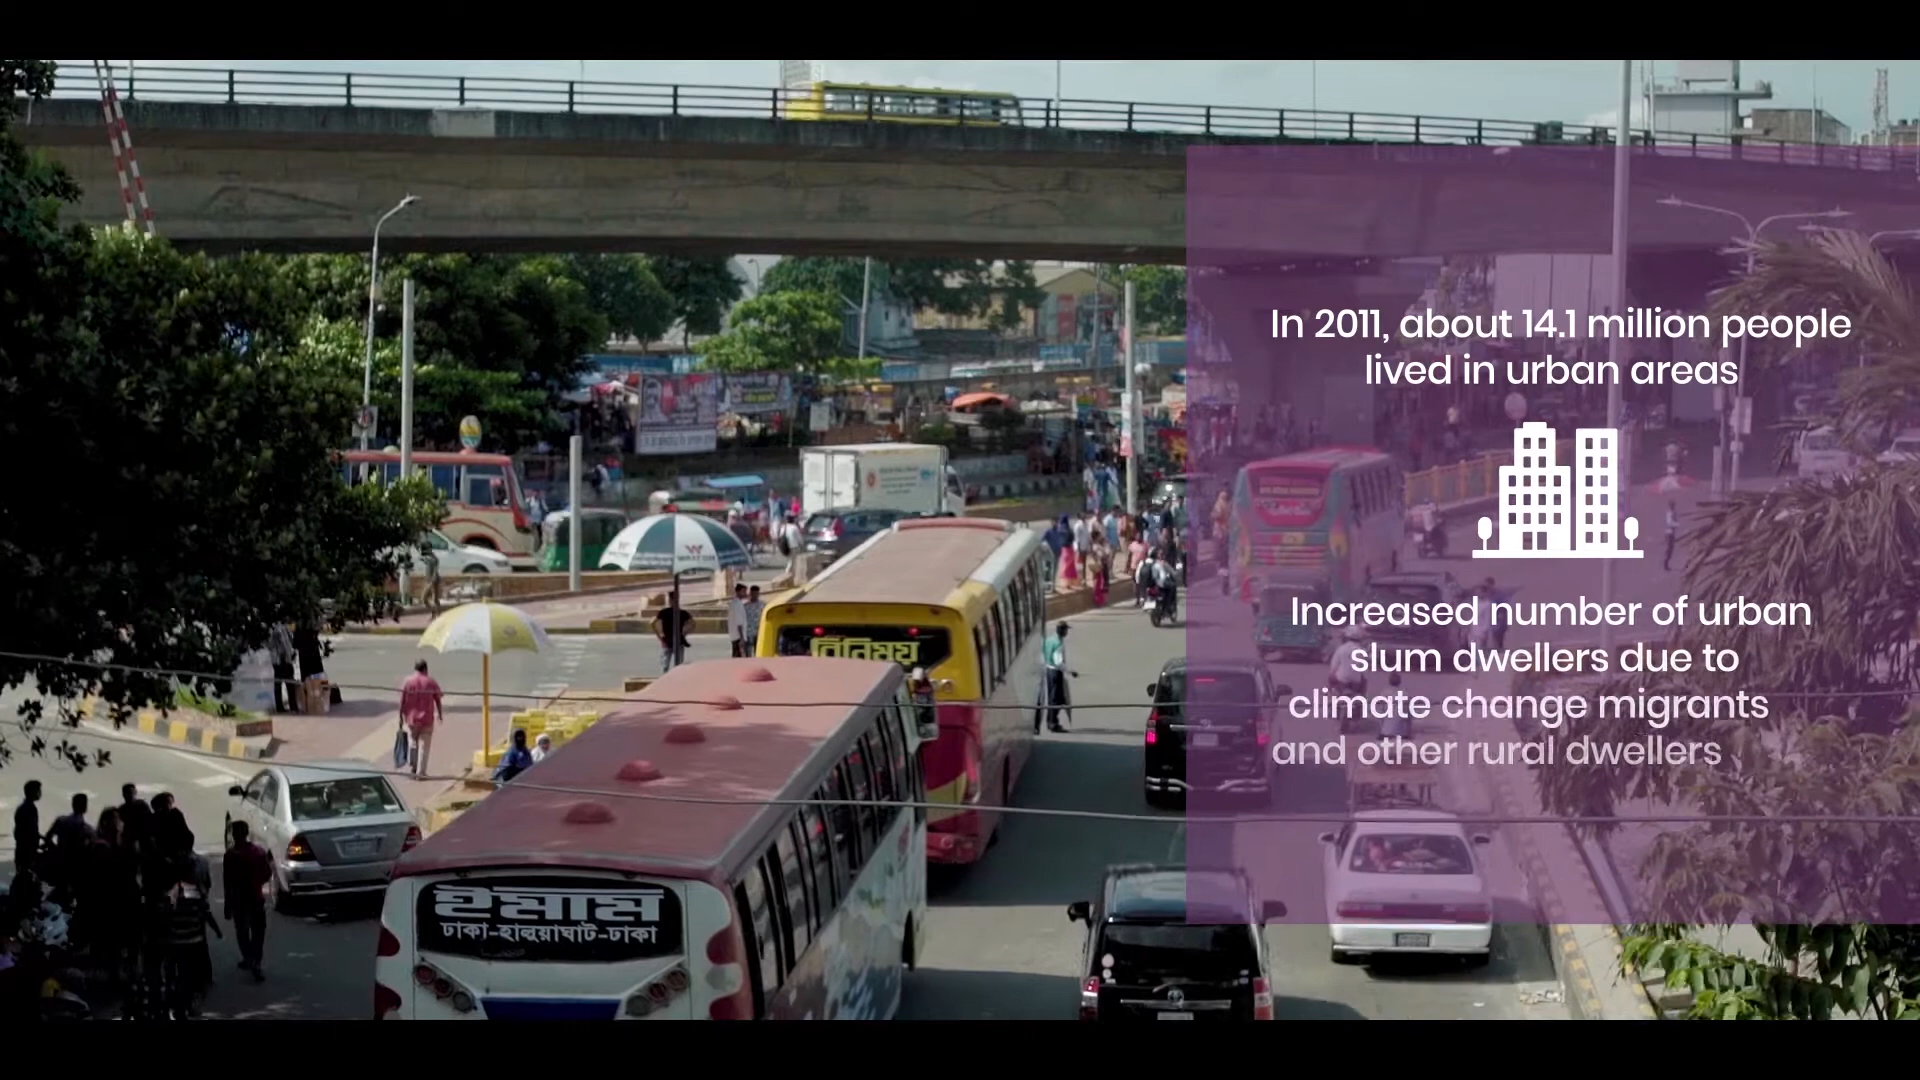 In 2011, about 14.1 million people
lived in urban areas
Increased number of urban
slum dwellers due to
climate change migrants
and other rural dwellers
বিনিময়
ইমাম
ঢাকা-হালুয়াঘাট-ঢাকা